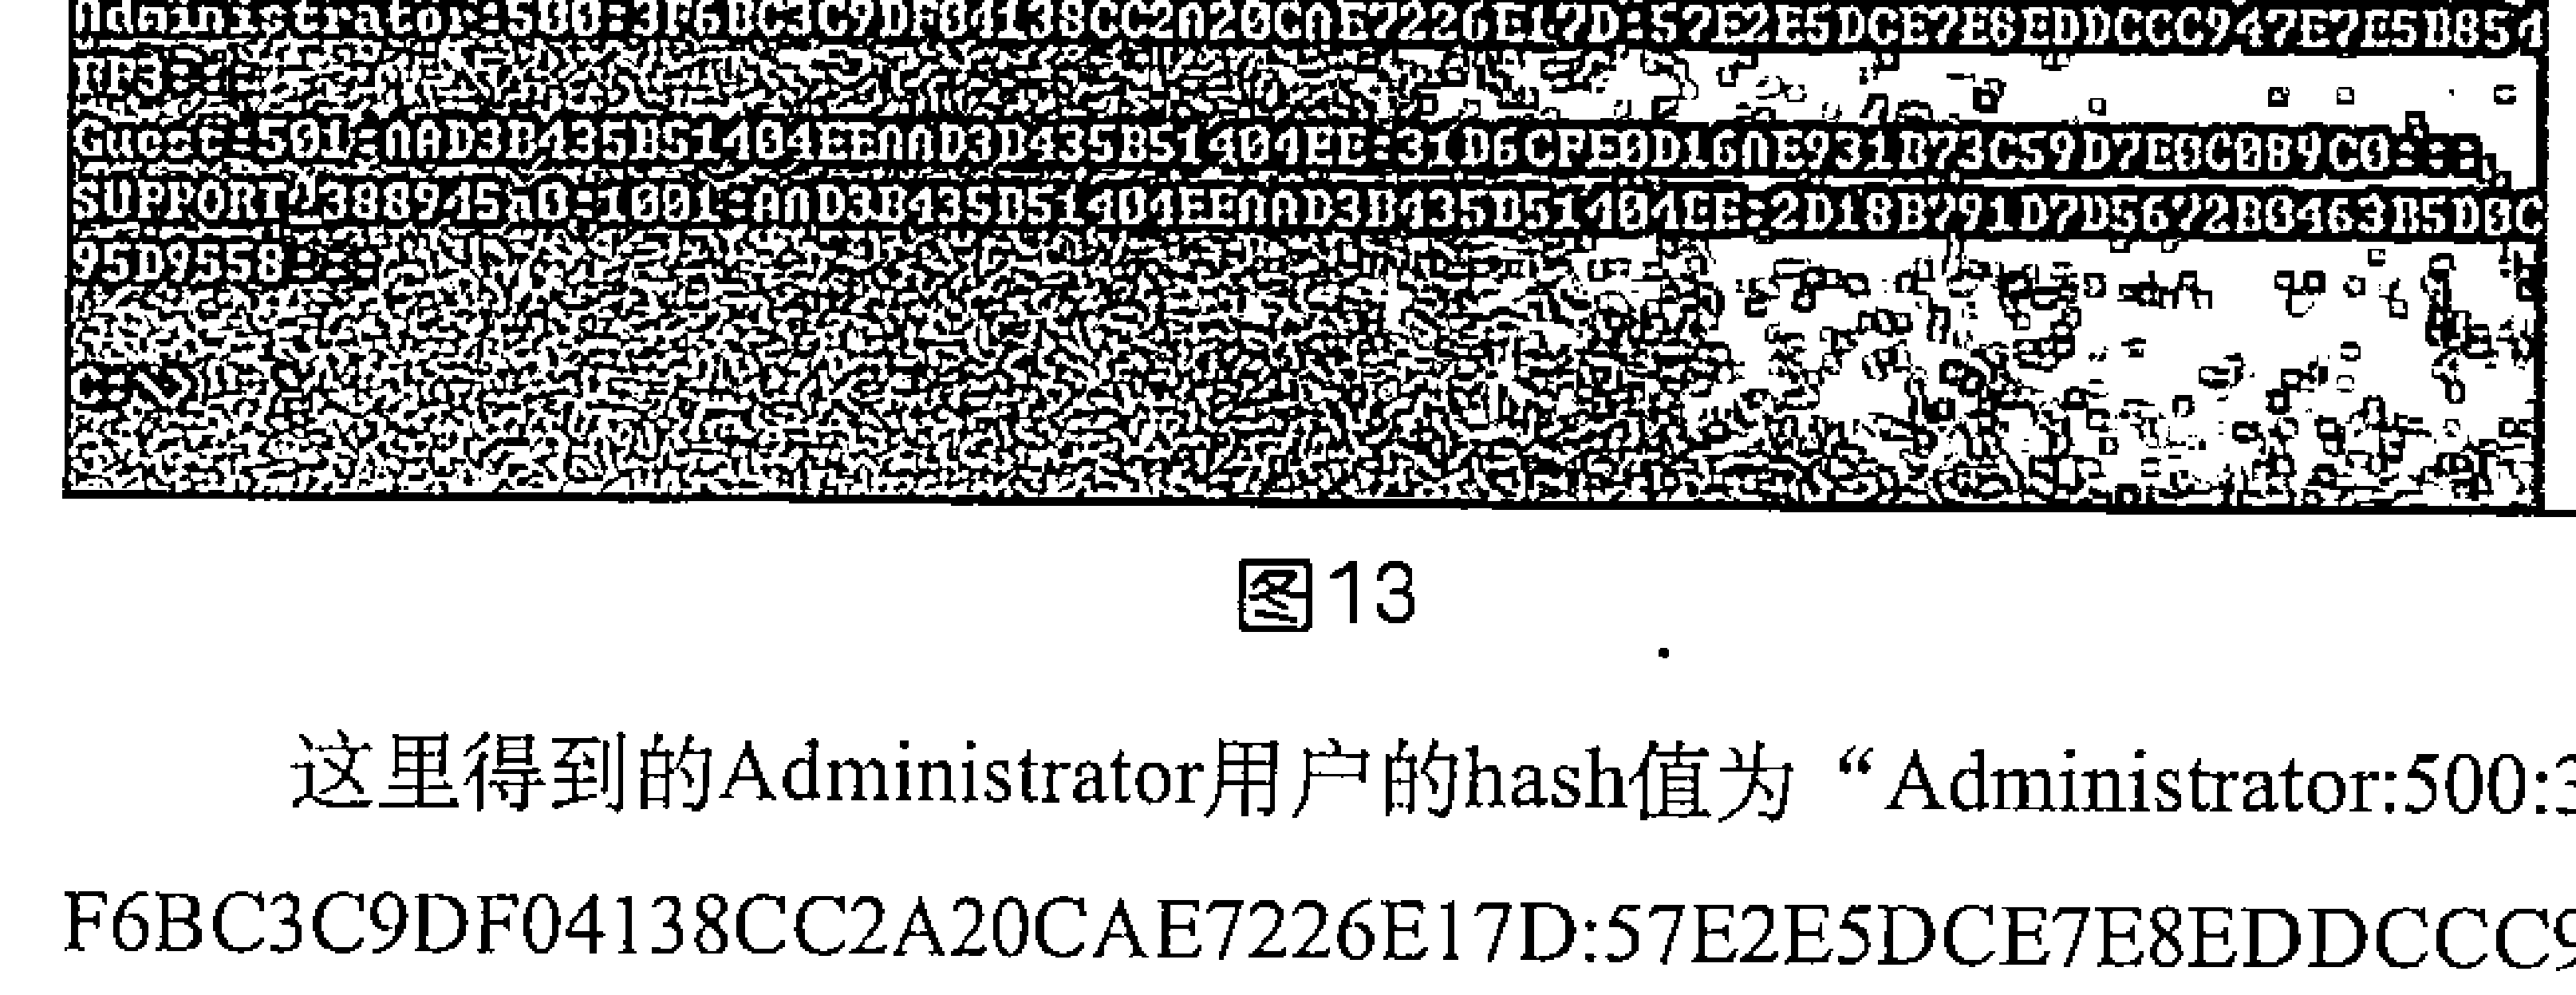 Administrator:500:3F6BC3C9DF04138CC2A20CAE7226E17D:57E2E5DCE7E8EDDCCC947E7E5B854
Guest:501:AAD3B435B51404EEAAD3B435B51404EE:31D6CFE0D16AE931B73C59D7E0C089C0:::
SUPPORT_388945a0:1001:AAD3B435B51404EEAAD3B435B51404EE:2D18B791D7D5672B0463B5D0C
95D9558:::
C:\>
图13
这里得到的Administrator用户的hash值为“Administrator:500:3
F6BC3C9DF04138CC2A20CAE7226E17D:57E2E5DCE7E8EDDCCC9